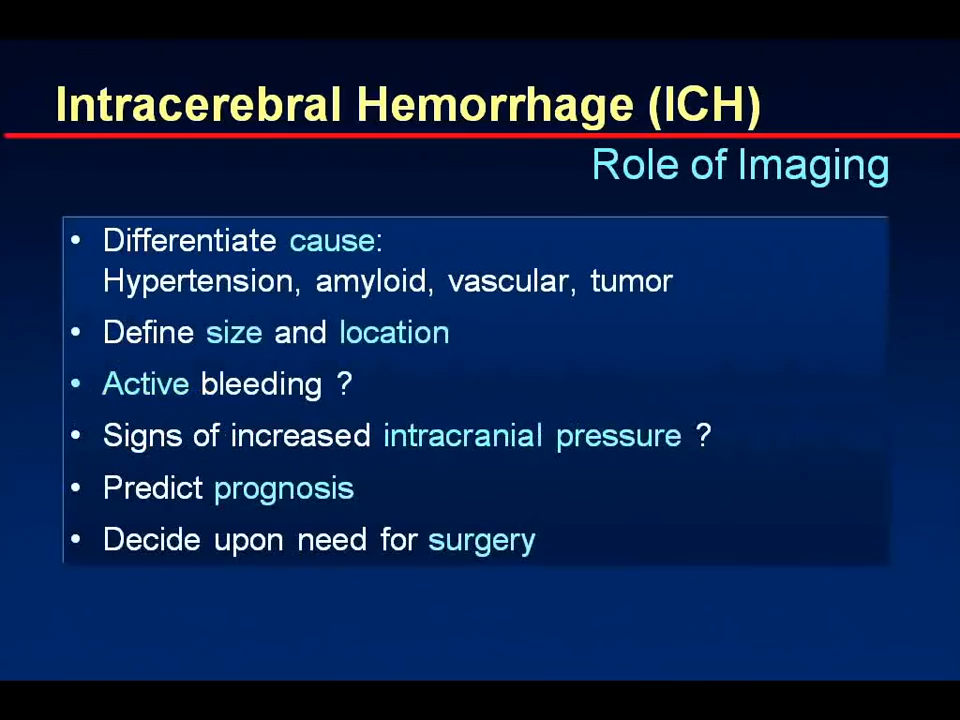 Intracerebral Hemorrhage (ICH)
Role of Imaging
• Differentiate cause:
Hypertension, amyloid, vascular, tumor
• Define size and location
• Active bleeding ?
• Signs of increased intracranial pressure ?
• Predict prognosis
• Decide upon need for surgery